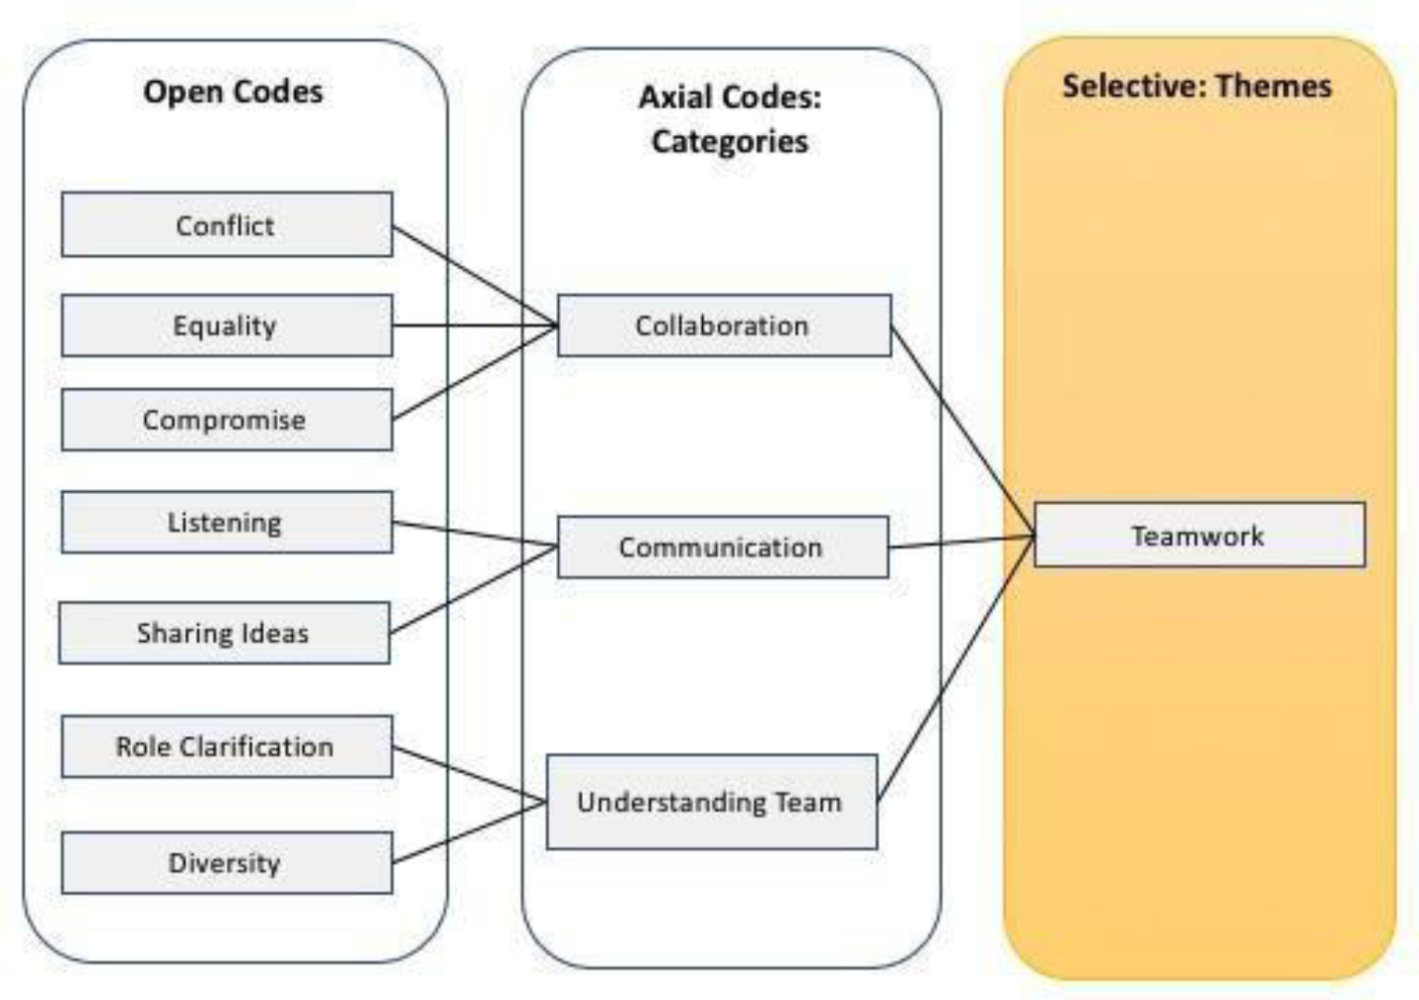 Open Codes
Conflict
Equality
Compromise
Listening
Sharing Ideas
Role Clarification
Diversity
Axial Codes:
Categories
Collaboration
Communication
Understanding Team
Selective: Themes
Teamwork